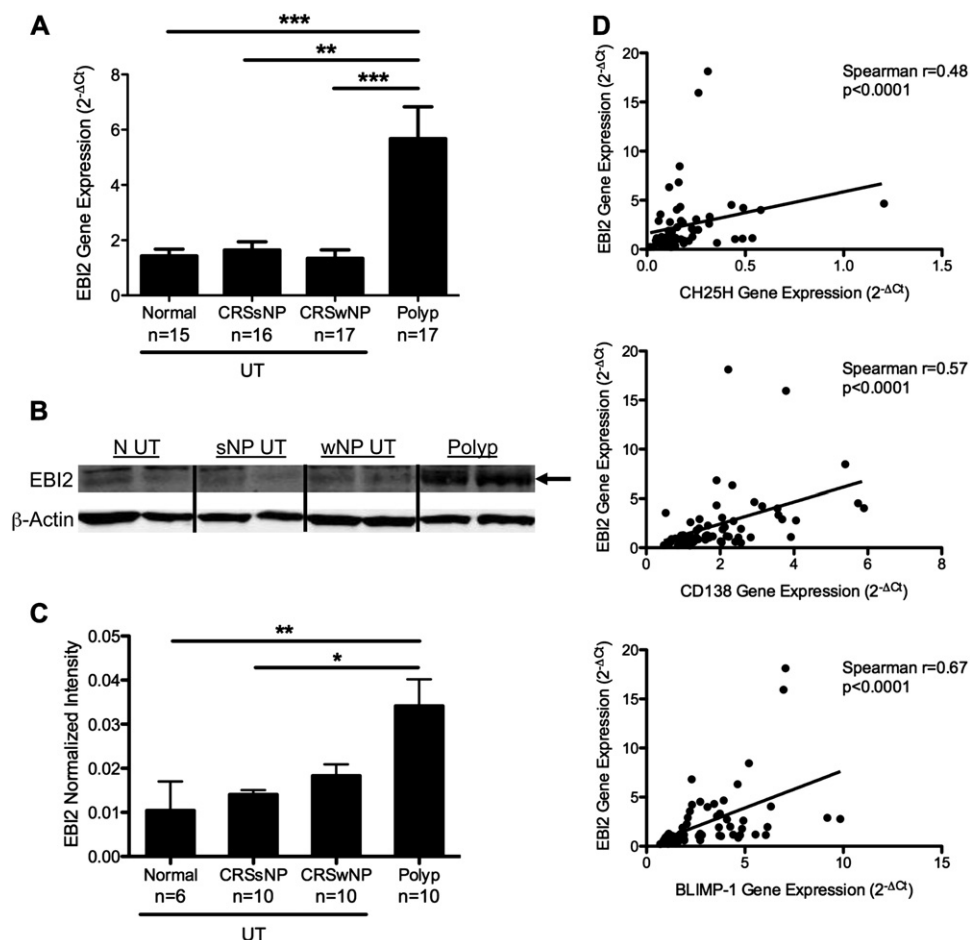 A
***
**
***
EBI2 Gene Expression (2-ΔCt)
8
6
4
2
0
Normal CRSsNP CRSwNP Polyp
n=15 n=16 n=17 n=17
UT
B
N UT sNP UT wNP UT Polyp
EBI2
β-Actin
C
**
*
EBI2 Normalized Intensity
0.05
0.04
0.03
0.02
0.01
0.00
Normal CRSsNP CRSwNP Polyp
n=6 n=10 n=10 n=10
UT
D
Spearman r=0.48
p<0.0001
EBI2 Gene Expression (2-ΔCt)
20
15
10
5
0
0.0 0.5 1.0 1.5
CH25H Gene Expression (2-ΔCt)
Spearman r=0.57
p<0.0001
EBI2 Gene Expression (2-ΔCt)
20
15
10
5
0
0 2 4 6 8
CD138 Gene Expression (2-ΔCt)
Spearman r=0.67
p<0.0001
EBI2 Gene Expression (2-ΔCt)
20
15
10
5
0
0 5 10 15
BLIMP-1 Gene Expression (2-ΔCt)